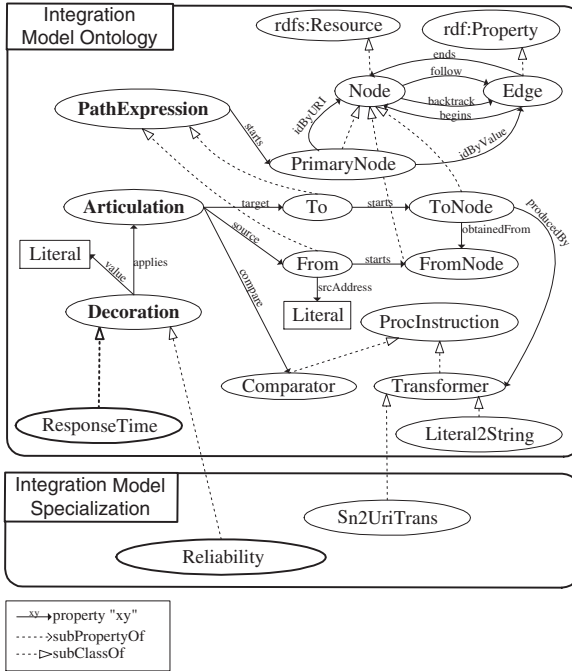 Integration
Model Ontology
rdfs:Resource
rdf:Property
ends
Node
follow
Edge
backtrack
begins
PathExpression
idByURI
starts
idByValue
PrimaryNode
Articulation
target
To
starts
ToNode
producedBy
source
obtainedFrom
Literal
value
applies
From
starts
FromNode
compare
srcAddress
Literal
Decoration
ProcInstruction
Comparator
Transformer
ResponseTime
Literal2String
Integration Model
Specialization
Sn2UriTrans
Reliability
xy property "xy"
subPropertyOf
subClassOf